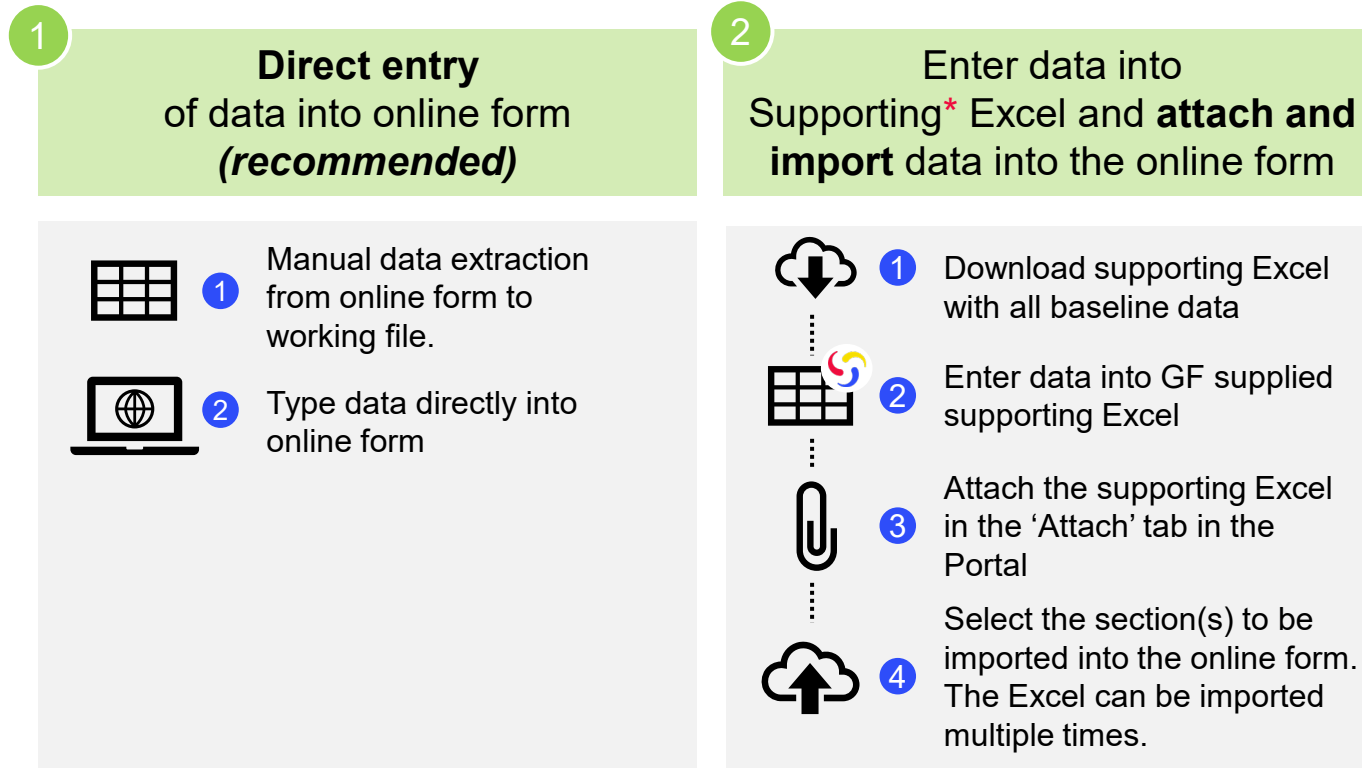 1
Direct entry
of data into online form
(recommended)
1
Manual data extraction
from online form to
working file.
2
Type data directly into
online form
2
Enter data into
Supporting* Excel and attach and
import data into the online form
1
Download supporting Excel
with all baseline data
2
Enter data into GF supplied
supporting Excel
3
Attach the supporting Excel
in the ‘Attach’ tab in the
Portal
4
Select the section(s) to be
imported into the online form.
The Excel can be imported
multiple times.